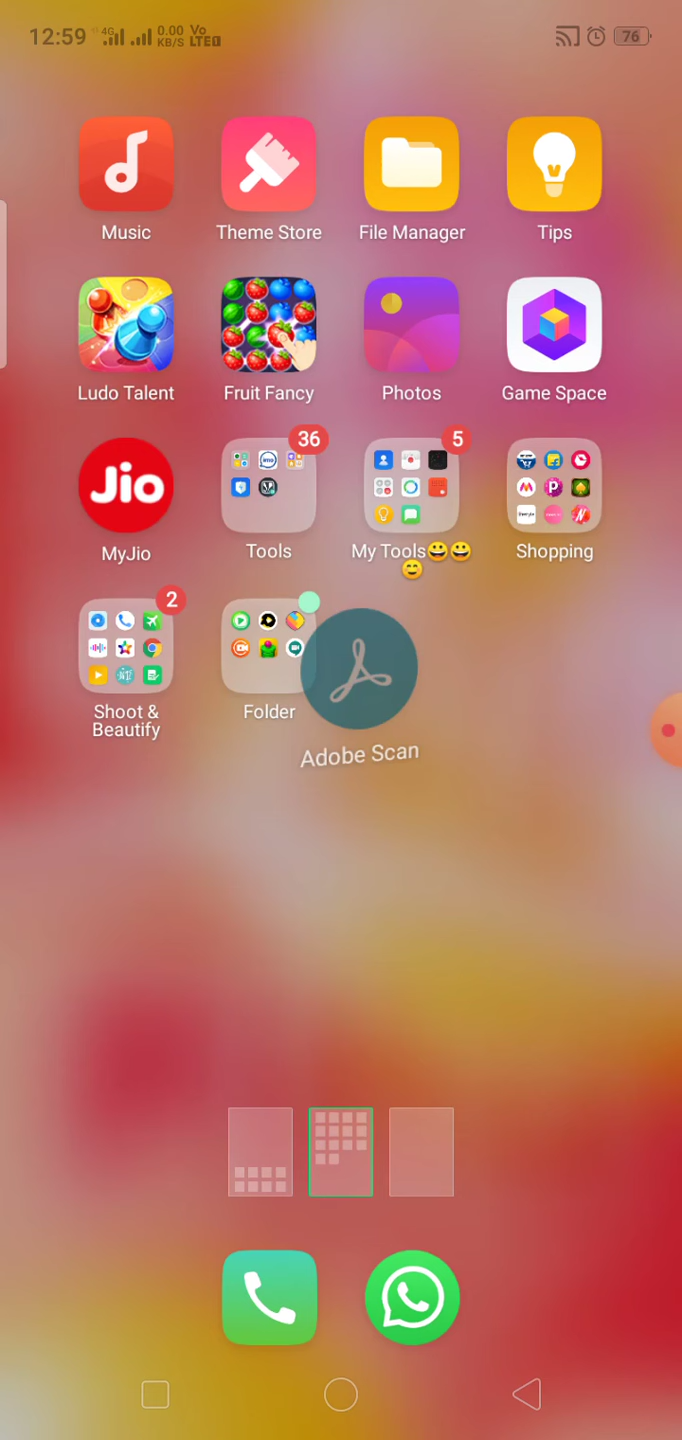 12:59 4G 0.00 KB/S Vo LTE1 76
Music Theme Store File Manager Tips
Ludo Talent Fruit Fancy Photos Game Space
36 5
Jio
MyJio Tools My Tools😀😀😊 Shopping
2
Shoot & Beautify Folder
Adobe Scan